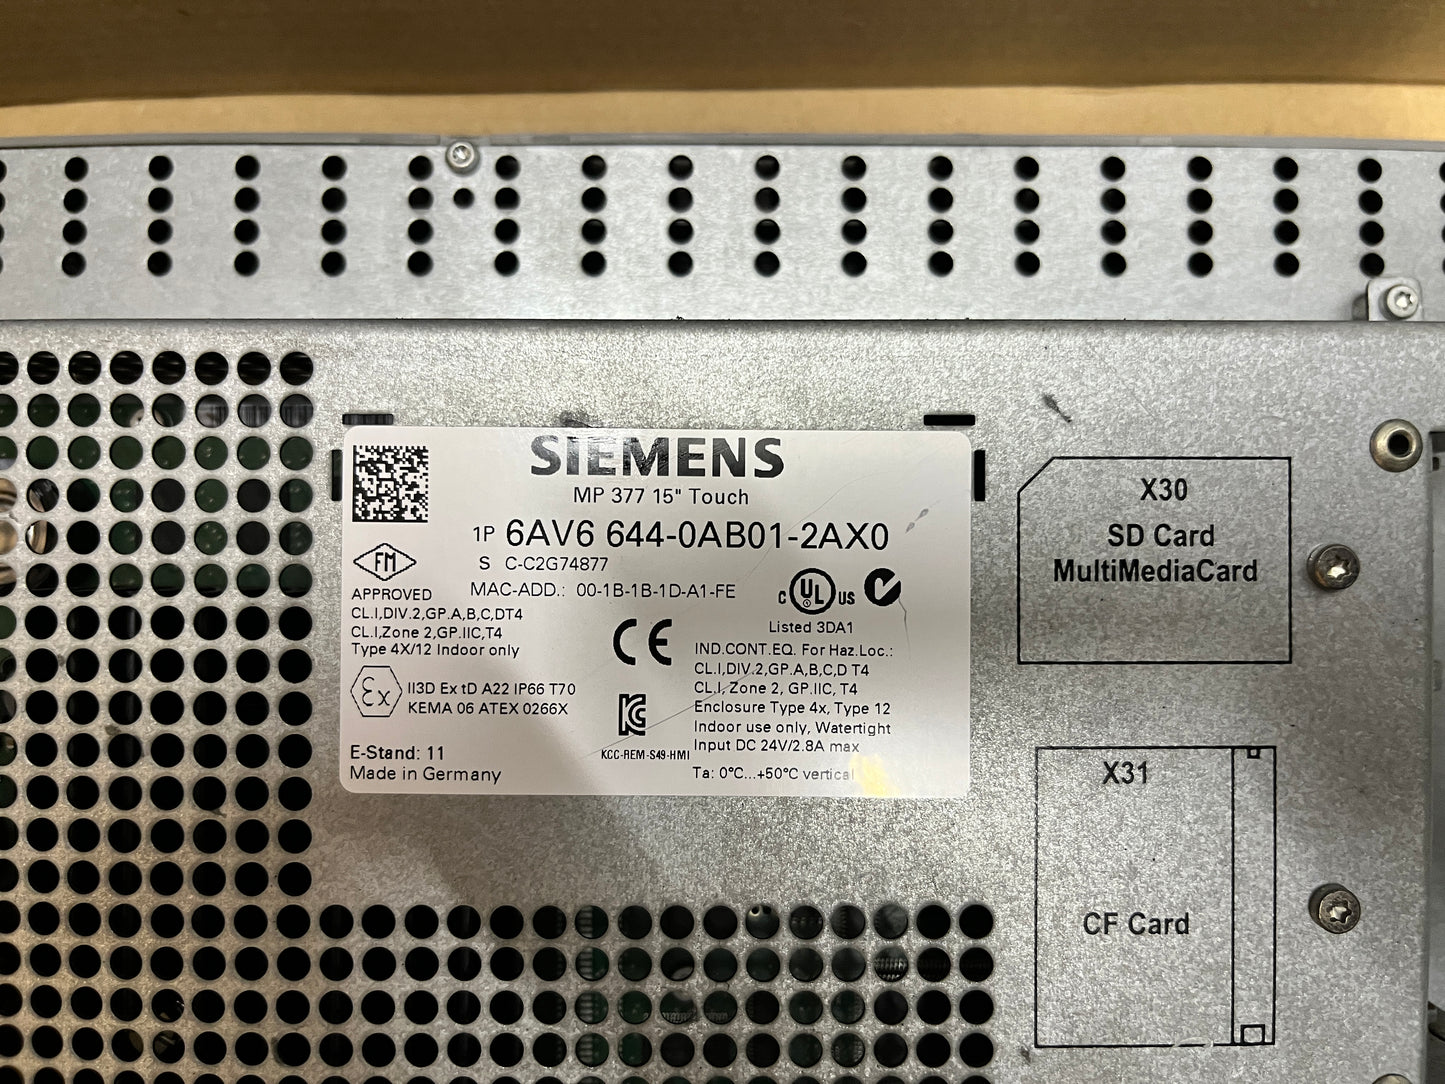 SIEMENS
MP 377 15" Touch
1P 6AV6 644-0AB01-2AX0
S C-C2G74877
MAC-ADD.: 00-1B-1B-1D-A1-FE
FM
APPROVED
CL.I,DIV.2,GP.A,B,C,DT4
CL.I,Zone 2,GP.IIC,T4
Type 4X/12 Indoor only
Ex
II3D Ex tD A22 IP66 T70
KEMA 06 ATEX 0266X
E-Stand: 11
Made in Germany
CE
KC
KCC-REM-S49-HMI
C UL US
Listed 3DA1
IND.CONT.EQ. For Haz.Loc.:
CL.I,DIV.2,GP.A,B,C,D T4
CL.I, Zone 2, GP.IIC, T4
Enclosure Type 4x, Type 12
Indoor use only, Watertight
Input DC 24V/2.8A max
Ta: 0°C...+50°C vertical
X30
SD Card
MultiMediaCard
X31
CF Card